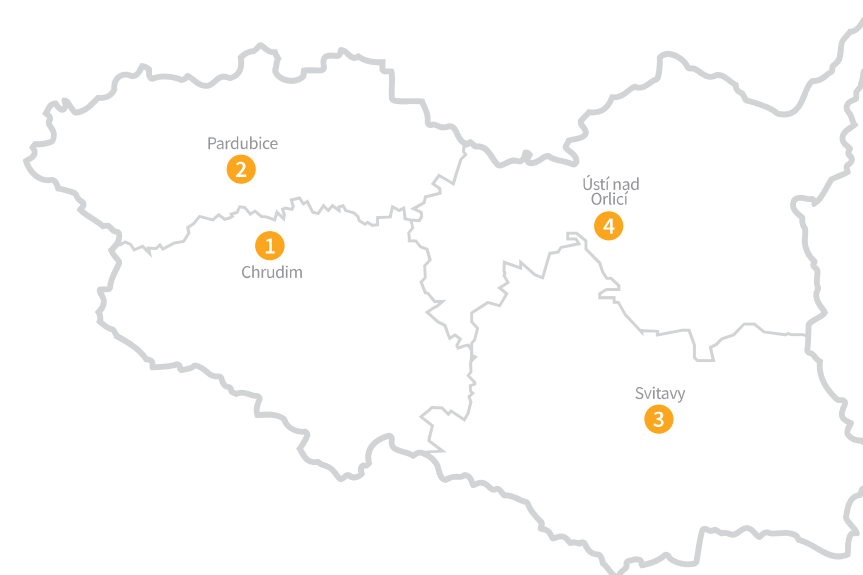 Pardubice
2
Ústí nad
Orlicí
4
1
Chrudim
Svitavy
3